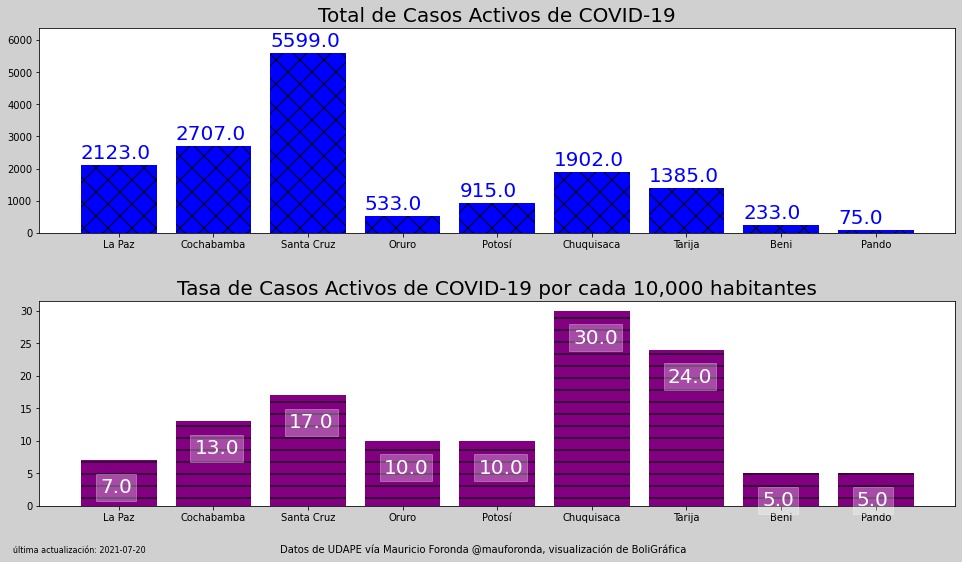 Total de Casos Activos de COVID-19
6000
5000
4000
3000
2000
1000
0
2123.0
2707.0
5599.0
533.0
915.0
1902.0
1385.0
233.0
75.0
La Paz
Cochabamba
Santa Cruz
Oruro
Potosí
Chuquisaca
Tarija
Beni
Pando
Tasa de Casos Activos de COVID-19 por cada 10,000 habitantes
30
25
20
15
10
5
0
7.0
13.0
17.0
10.0
10.0
30.0
24.0
5.0
5.0
La Paz
Cochabamba
Santa Cruz
Oruro
Potosí
Chuquisaca
Tarija
Beni
Pando
última actualización: 2021-07-20
Datos de UDAPE vía Mauricio Foronda @mauforonda, visualización de BoliGráfica